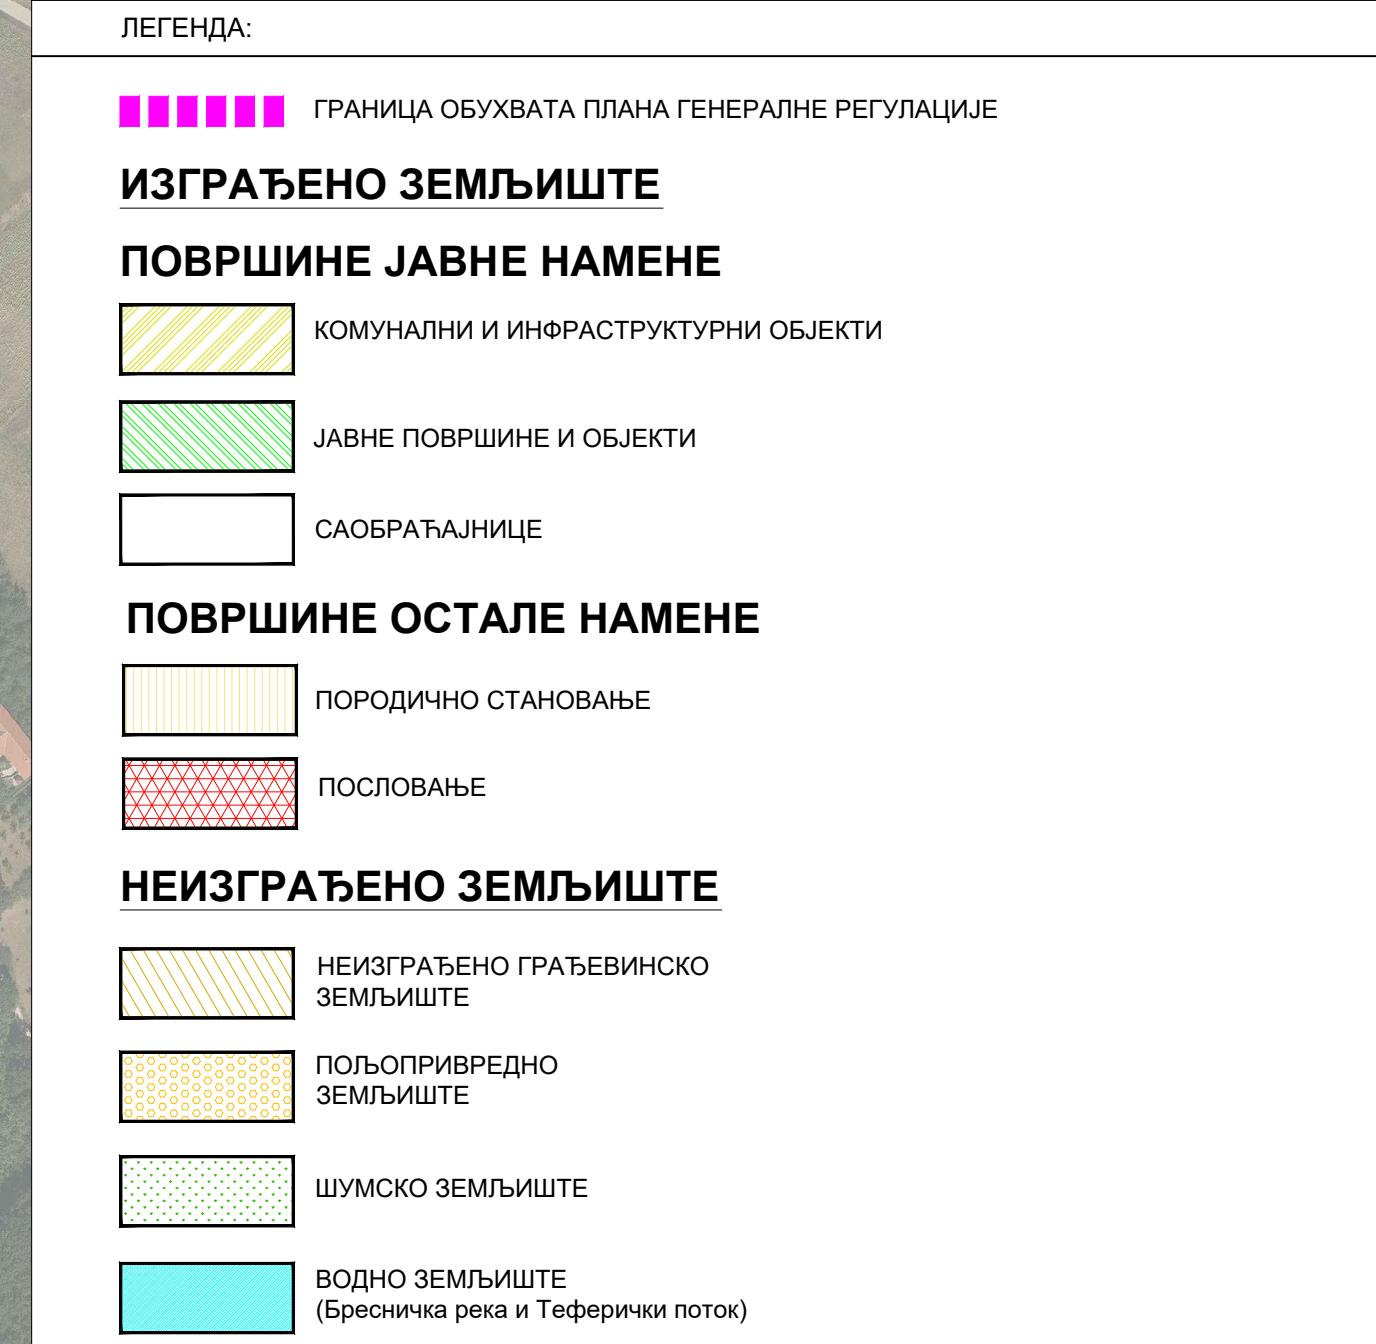 ЛЕГЕНДА:
ГРАНИЦА ОБУХВАТА ПЛАНА ГЕНЕРАЛНЕ РЕГУЛАЦИЈЕ
ИЗГРАЂЕНО ЗЕМЉИШТЕ
ПОВРШИНЕ ЈАВНЕ НАМЕНЕ
КОМУНАЛНИ И ИНФРАСТРУКТУРНИ ОБЈЕКТИ
ЈАВНЕ ПОВРШИНЕ И ОБЈЕКТИ
САОБРАЋАЈНИЦЕ
ПОВРШИНЕ ОСТАЛЕ НАМЕНЕ
ПОРОДИЧНО СТАНОВАЊЕ
ПОСЛОВАЊЕ
НЕИЗГРАЂЕНО ЗЕМЉИШТЕ
НЕИЗГРАЂЕНО ГРАЂЕВИНСКО
ЗЕМЉИШТЕ
ПОЉОПРИВРЕДНО
ЗЕМЉИШТЕ
ШУМСКО ЗЕМЉИШТЕ
ВОДНО ЗЕМЉИШТЕ
(Бресничка река и Теферички поток)